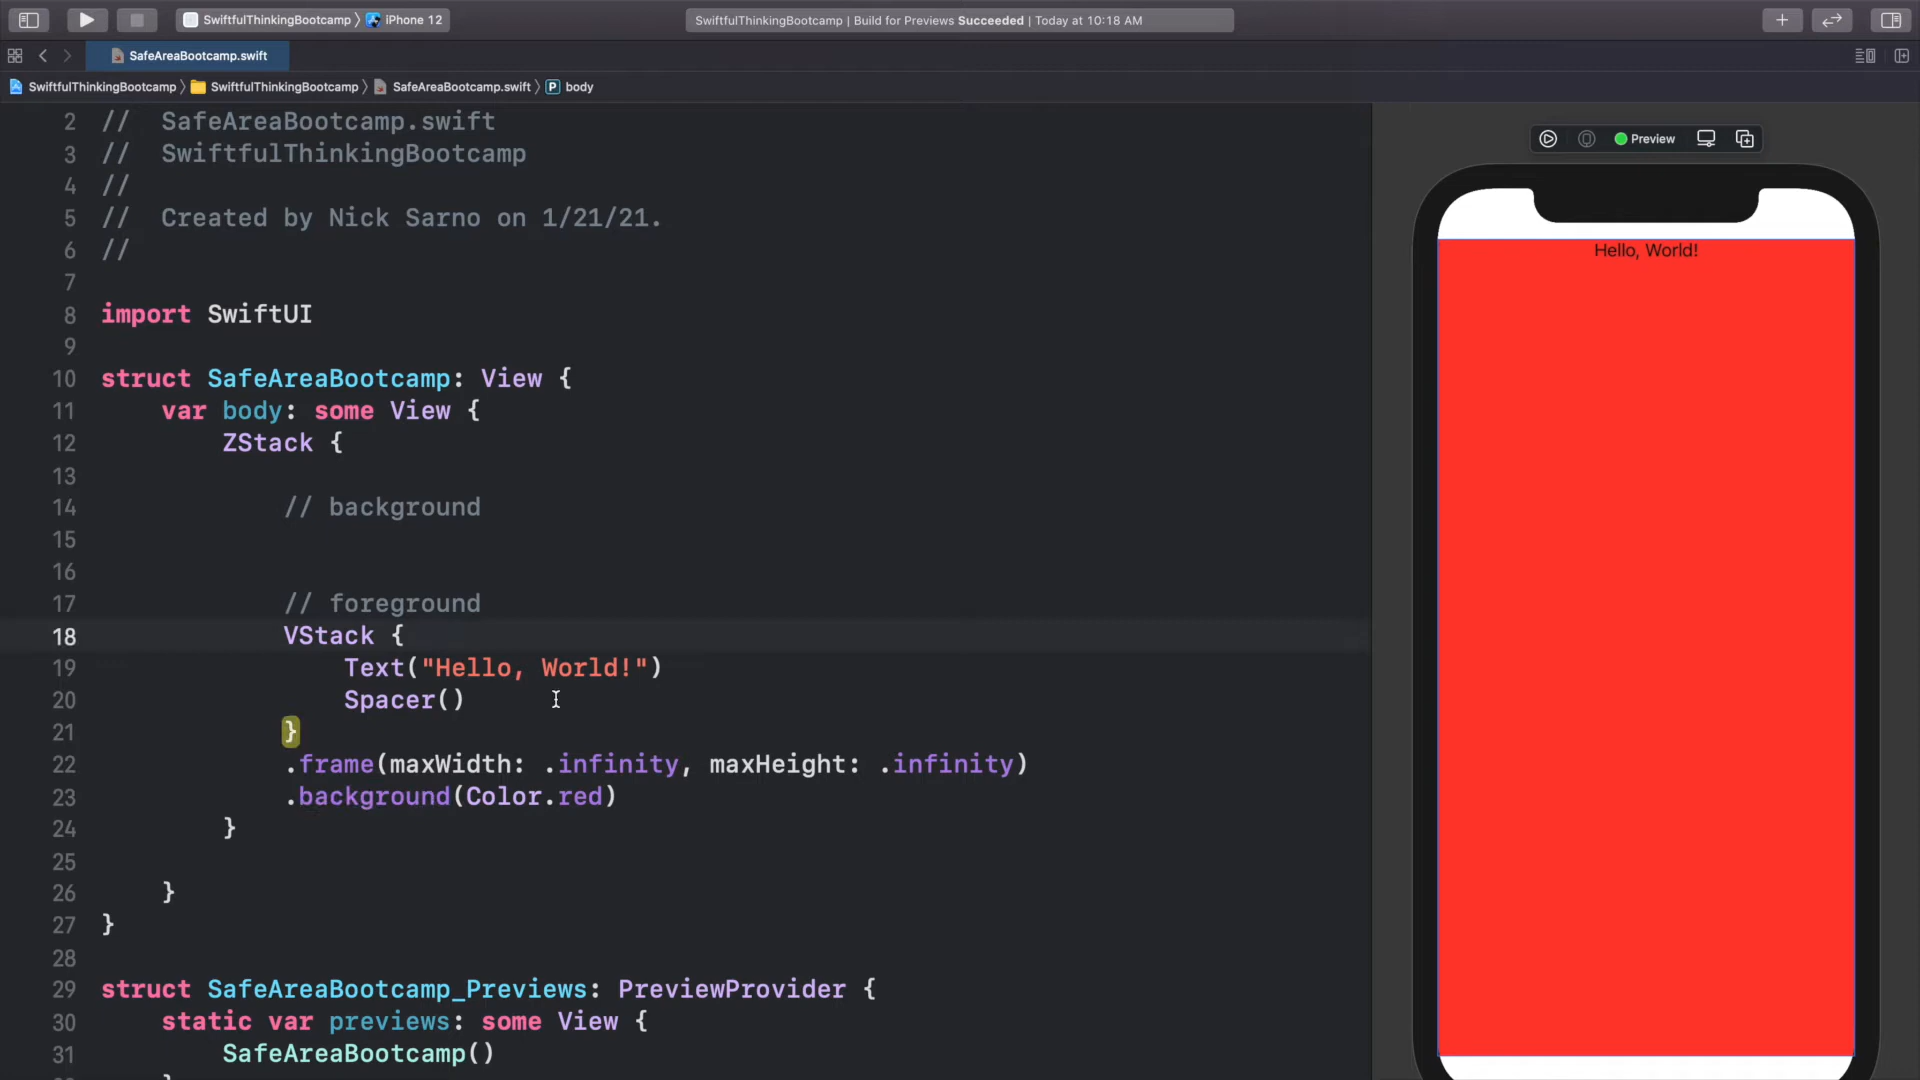 SwiftfulThinkingBootcamp 〉 iPhone 12
SwiftfulThinkingBootcamp | Build for Previews Succeeded | Today at 10:18 AM
SafeAreaBootcamp.swift
SwiftfulThinkingBootcamp 〉 SwiftfulThinkingBootcamp 〉 SafeAreaBootcamp.swift 〉 P body
2 //  SafeAreaBootcamp.swift
3 //  SwiftfulThinkingBootcamp
4 //
5 //  Created by Nick Sarno on 1/21/21.
6 //
7
8 import SwiftUI
9
10 struct SafeAreaBootcamp: View {
11     var body: some View {
12         ZStack {
13
14             // background
15
16
17             // foreground
18             VStack {
19                 Text("Hello, World!")
20                 Spacer()
21             }
22             .frame(maxWidth: .infinity, maxHeight: .infinity)
23             .background(Color.red)
24         }
25
26     }
27 }
28
29 struct SafeAreaBootcamp_Previews: PreviewProvider {
30     static var previews: some View {
31         SafeAreaBootcamp()
Preview
Hello, World!